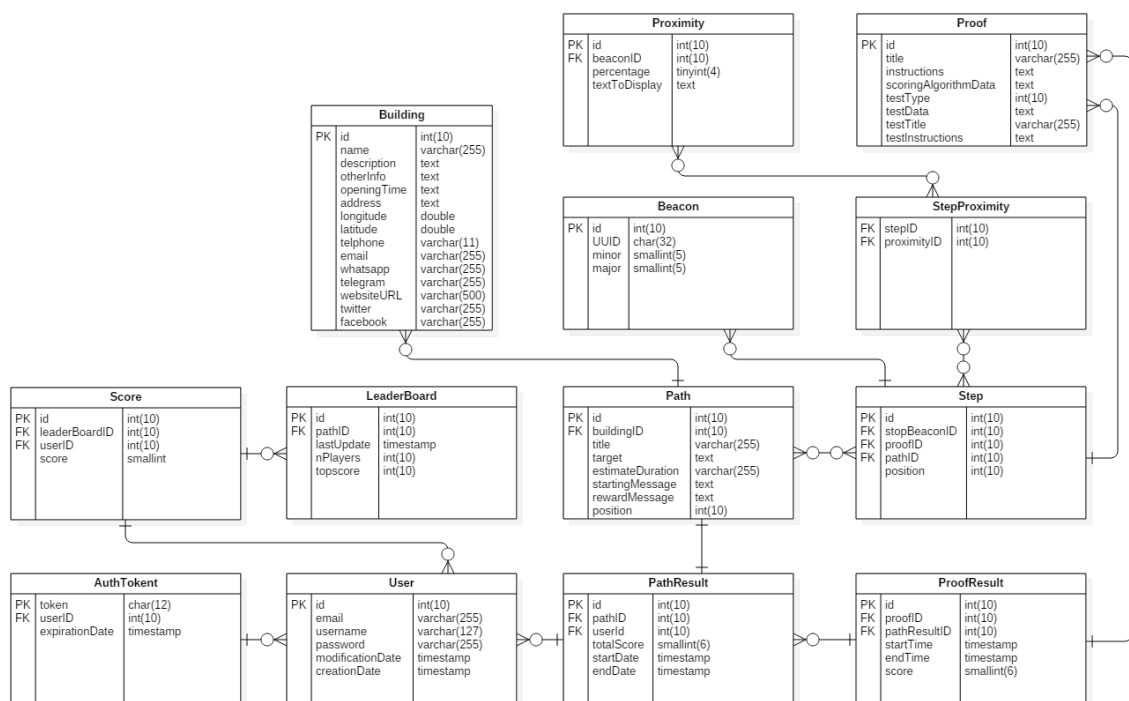 Proximity
PK id int(10)
FK beaconID int(10)
percentage tinyint(4)
textToDisplay text
Proof
PK id int(10)
title varchar(255)
instructions text
scoringAlgorithmData text
testType int(10)
testData text
testTitle varchar(255)
testInstructions text
Building
PK id int(10)
name varchar(255)
description text
otherInfo text
openingTime text
address text
longitude double
latitude double
telphone varchar(11)
email varchar(255)
whatsapp varchar(255)
telegram varchar(255)
websiteURL varchar(500)
twitter varchar(255)
facebook varchar(255)
Beacon
PK id int(10)
UUID char(32)
minor smallint(5)
major smallint(5)
StepProximity
FK stepID int(10)
FK proximityID int(10)
Score
PK id int(10)
FK leaderBoardID int(10)
FK userID int(10)
score smallint
LeaderBoard
PK id int(10)
FK pathID int(10)
lastUpdate timestamp
nPlayers int(10)
topscore int(10)
Path
PK id int(10)
FK buildingID int(10)
title varchar(255)
target text
estimateDuration varchar(255)
startingMessage text
rewardMessage text
position int(10)
Step
PK id int(10)
FK stopBeaconID int(10)
FK proofID int(10)
FK pathID int(10)
position int(10)
AuthTokent
PK token char(12)
FK userID int(10)
expirationDate timestamp
User
PK id int(10)
email varchar(255)
username varchar(127)
password varchar(255)
modificationDate timestamp
creationDate timestamp
PathResult
PK id int(10)
FK pathID int(10)
FK userId int(10)
totalScore smallint(6)
startDate timestamp
endDate timestamp
ProofResult
PK id int(10)
FK proofID int(10)
FK pathResultID int(10)
startTime timestamp
endTime timestamp
score smallint(6)